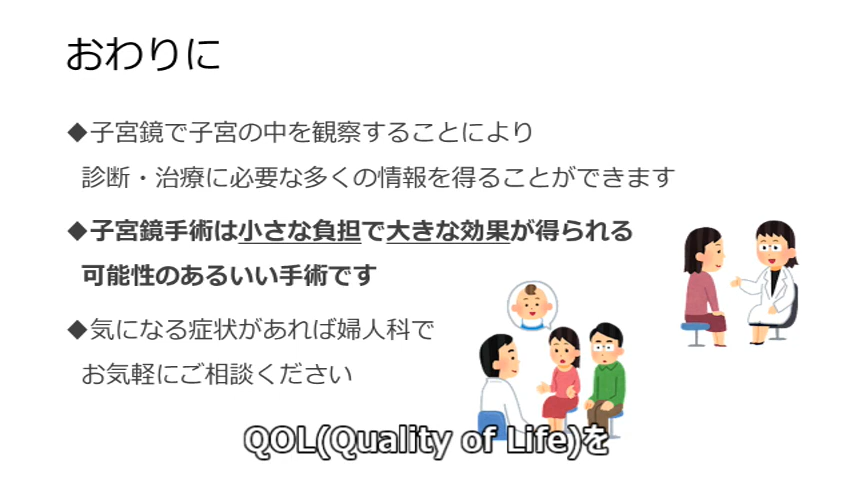 おわりに
◆子宮鏡で子宮の中を観察することにより
診断・治療に必要な多くの情報を得ることができます
◆子宮鏡手術は小さな負担で大きな効果が得られる
可能性のあるいい手術です
◆気になる症状があれば婦人科で
お気軽にご相談ください
QOL(Quality of Life)を